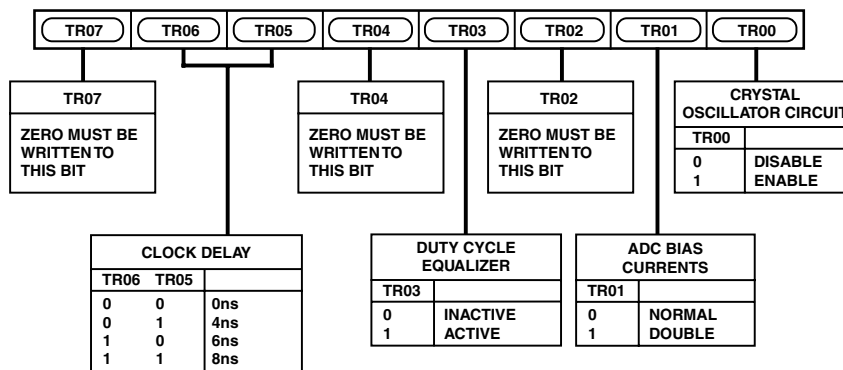 TR07 TR06 TR05 TR04 TR03 TR02 TR01 TR00
TR07
ZERO MUST BE
WRITTEN TO
THIS BIT
TR04
ZERO MUST BE
WRITTEN TO
THIS BIT
TR02
ZERO MUST BE
WRITTEN TO
THIS BIT
CRYSTAL
OSCILLATOR CIRCUIT
TR00
0 DISABLE
1 ENABLE
CLOCK DELAY
TR06 TR05
0 0 0ns
0 1 4ns
1 0 6ns
1 1 8ns
DUTY CYCLE
EQUALIZER
TR03
0 INACTIVE
1 ACTIVE
ADC BIAS
CURRENTS
TR01
0 NORMAL
1 DOUBLE